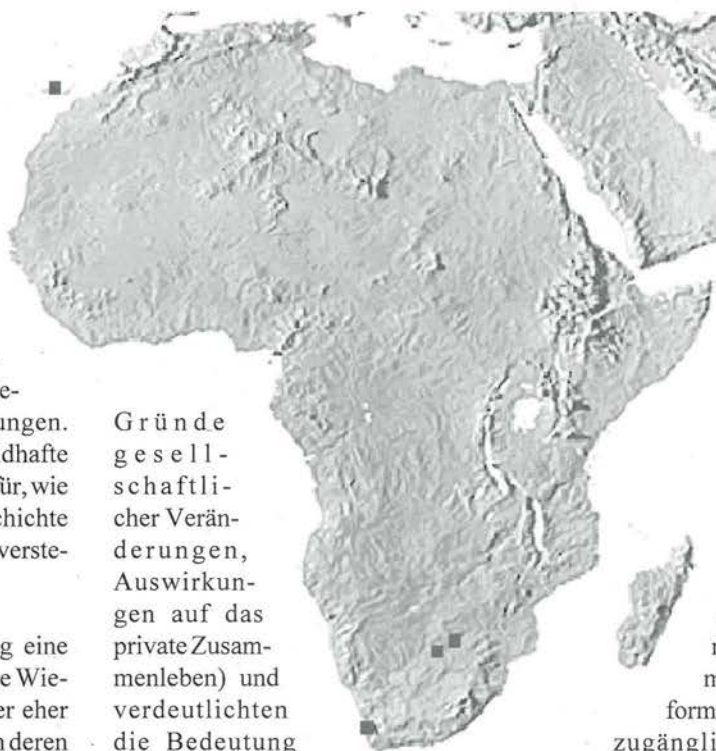 e-
ungen.
dhafte
für, wie
chichte
verste-
g eine
e Wie-
er eher
n deren
Gründe
gesell-
schaftli-
cher Verän-
derungen,
Auswirkun-
gen auf das
private Zusam-
menleben) und
verdeutlichten
die Bedeutung
m
form
zugängli